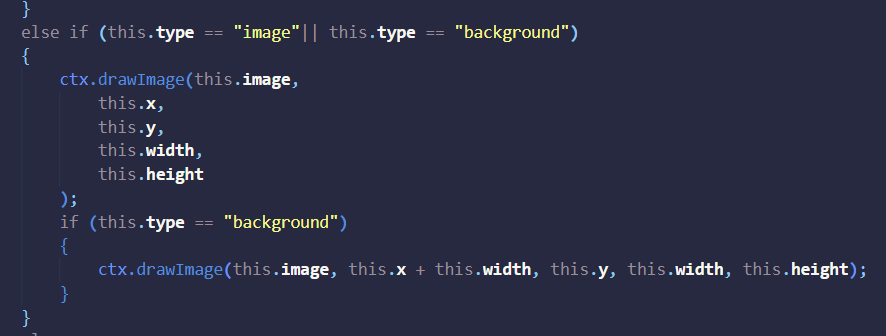 }
else if (this.type == "image"|| this.type == "background")
{
ctx.drawImage(this.image,
this.x,
this.y,
this.width,
this.height
);
if (this.type == "background")
{
ctx.drawImage(this.image, this.x + this.width, this.y, this.width, this.height);
}
}